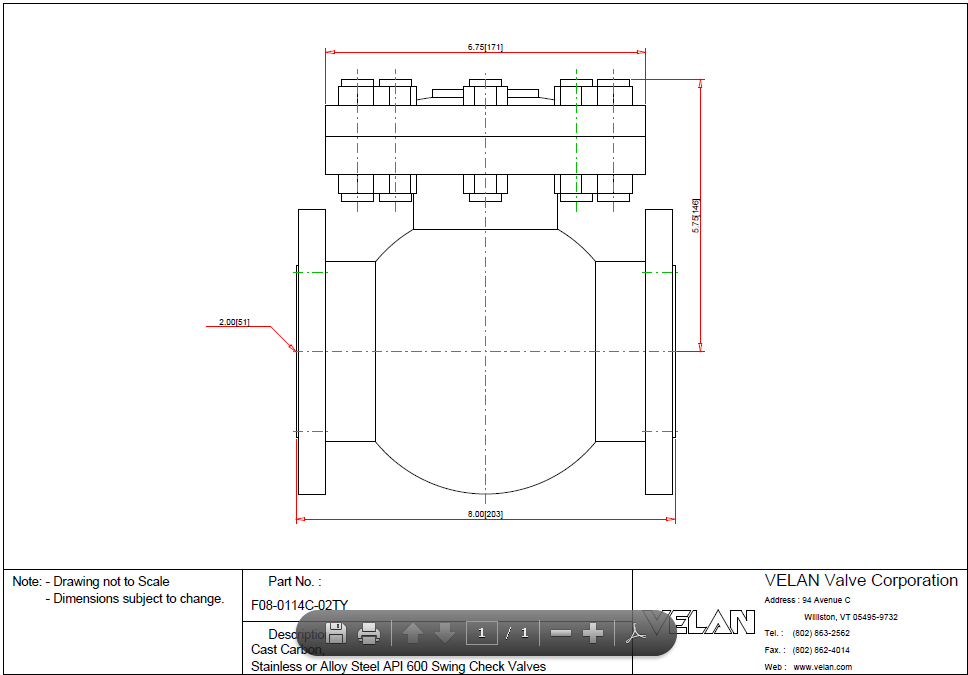 6.75[171]
5.75[146]
2.00[51]
8.00[203]
Note: - Drawing not to Scale
- Dimensions subject to change.
Part No. :
F08-0114C-02TY
Descriptio
Cast Carbon,
Stainless or Alloy Steel API 600 Swing Check Valves
1 / 1
VELAN
VELAN Valve Corporation
Address : 94 Avenue C
Williston, VT 05495-9732
Tel. : (802) 863-2562
Fax. : (802) 862-4014
Web : www.velan.com